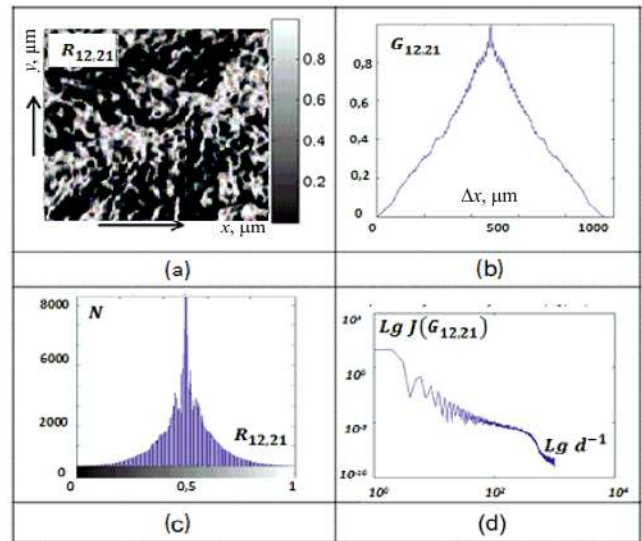 R₁₂,₂₁
y, μm
x, μm
0.8
0.6
0.4
0.2
(a)
G₁₂.₂₁
0,8
0,6
0,4
0,2
0
Δx, μm
0 500 1000
(b)
N
8000
6000
2000
0
R₁₂,₂₁
0 0,5 1
(c)
Lg J(G₁₂.₂₁)
Lg d⁻¹
10⁰ 10² 10⁴
(d)